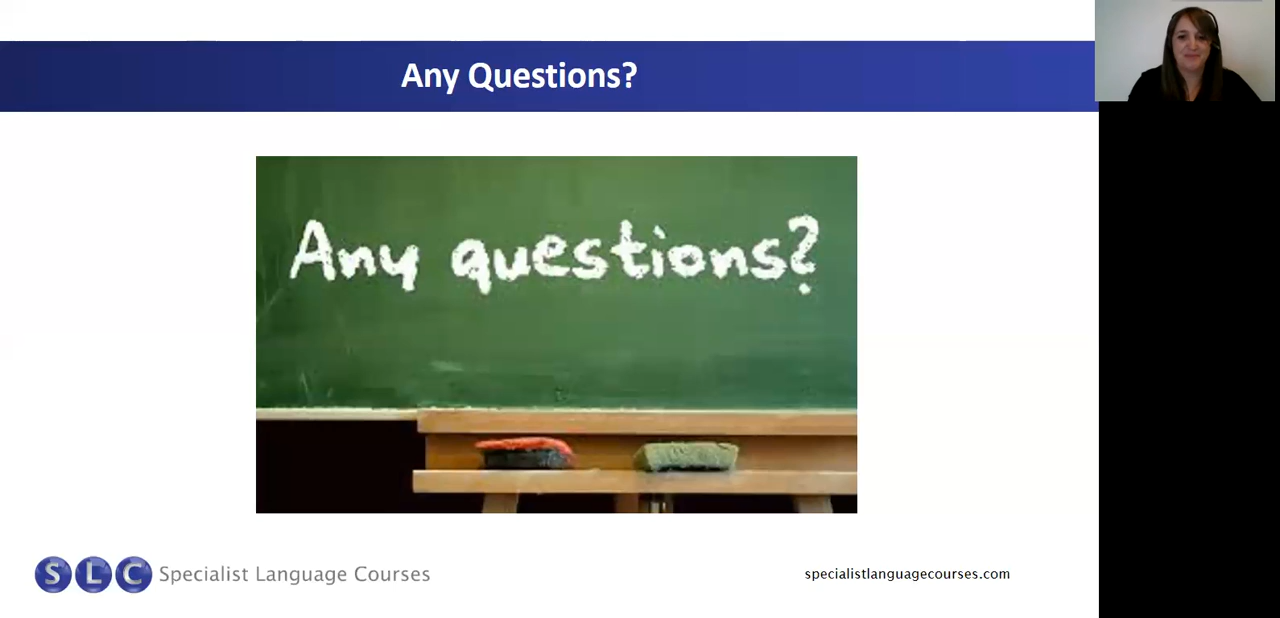 Any Questions?
Any questions?
SLC Specialist Language Courses
specialistlanguagecourses.com